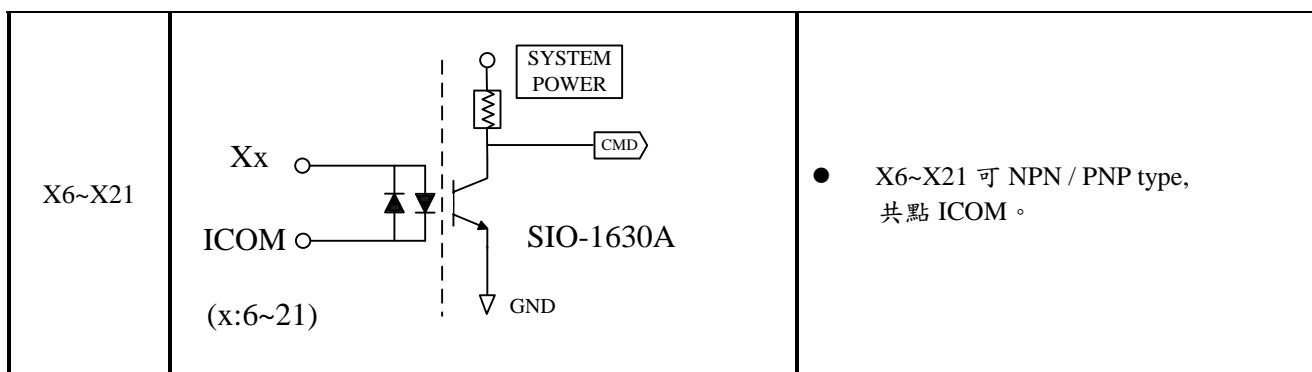 X6~X21
SYSTEM
POWER
CMD
Xx
ICOM
SIO-1630A
GND
(x:6~21)
● X6~X21 可 NPN / PNP type,
共點 ICOM。